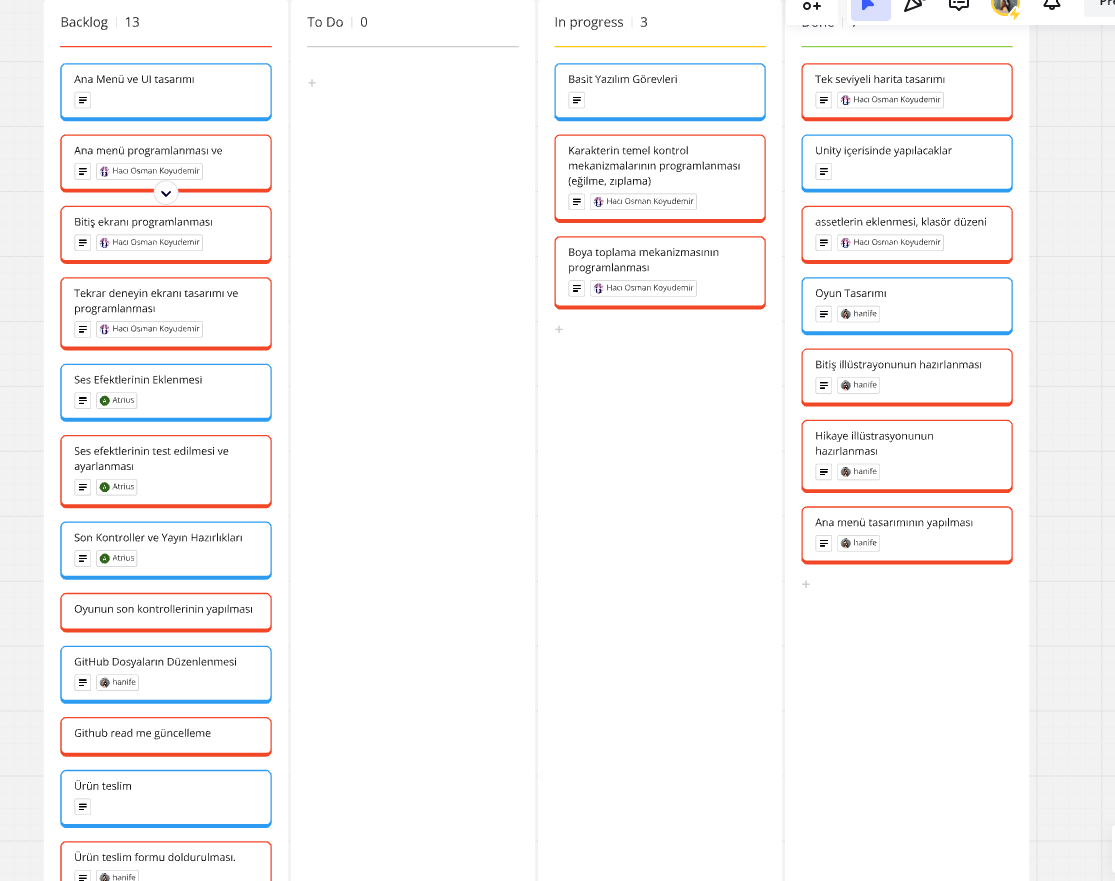 Backlog 13
Ana Menü ve UI tasarımı
Ana menü programlanması ve
Hacı Osman Koyudemir
Bitiş ekranı programlanması
Hacı Osman Koyudemir
Tekrar deneyin ekranı tasarımı ve
programlanması
Hacı Osman Koyudemir
Ses Efektlerinin Eklenmesi
A Atrius
Ses efektlerinin test edilmesi ve
ayarlanması
A Atrius
Son Kontroller ve Yayın Hazırlıkları
A Atrius
Oyunun son kontrollerinin yapılması
GitHub Dosyaların Düzenlenmesi
hanife
Github read me güncelleme
Ürün teslim
Ürün teslim formu doldurulması.
hanife
To Do 0
+
In progress 3
Basit Yazılım Görevleri
Karakterin temel kontrol
mekanizmalarının programlanması
(eğilme, zıplama)
Hacı Osman Koyudemir
Boya toplama mekanizmasının
programlanması
Hacı Osman Koyudemir
+
Done
Tek seviyeli harita tasarımı
Hacı Osman Koyudemir
Unity içerisinde yapılacaklar
assetlerin eklenmesi, klasör düzeni
Hacı Osman Koyudemir
Oyun Tasarımı
hanife
Bitiş illüstrayonunun hazırlanması
hanife
Hikaye illüstrasyonunun
hazırlanması
hanife
Ana menü tasarımının yapılması
hanife
+